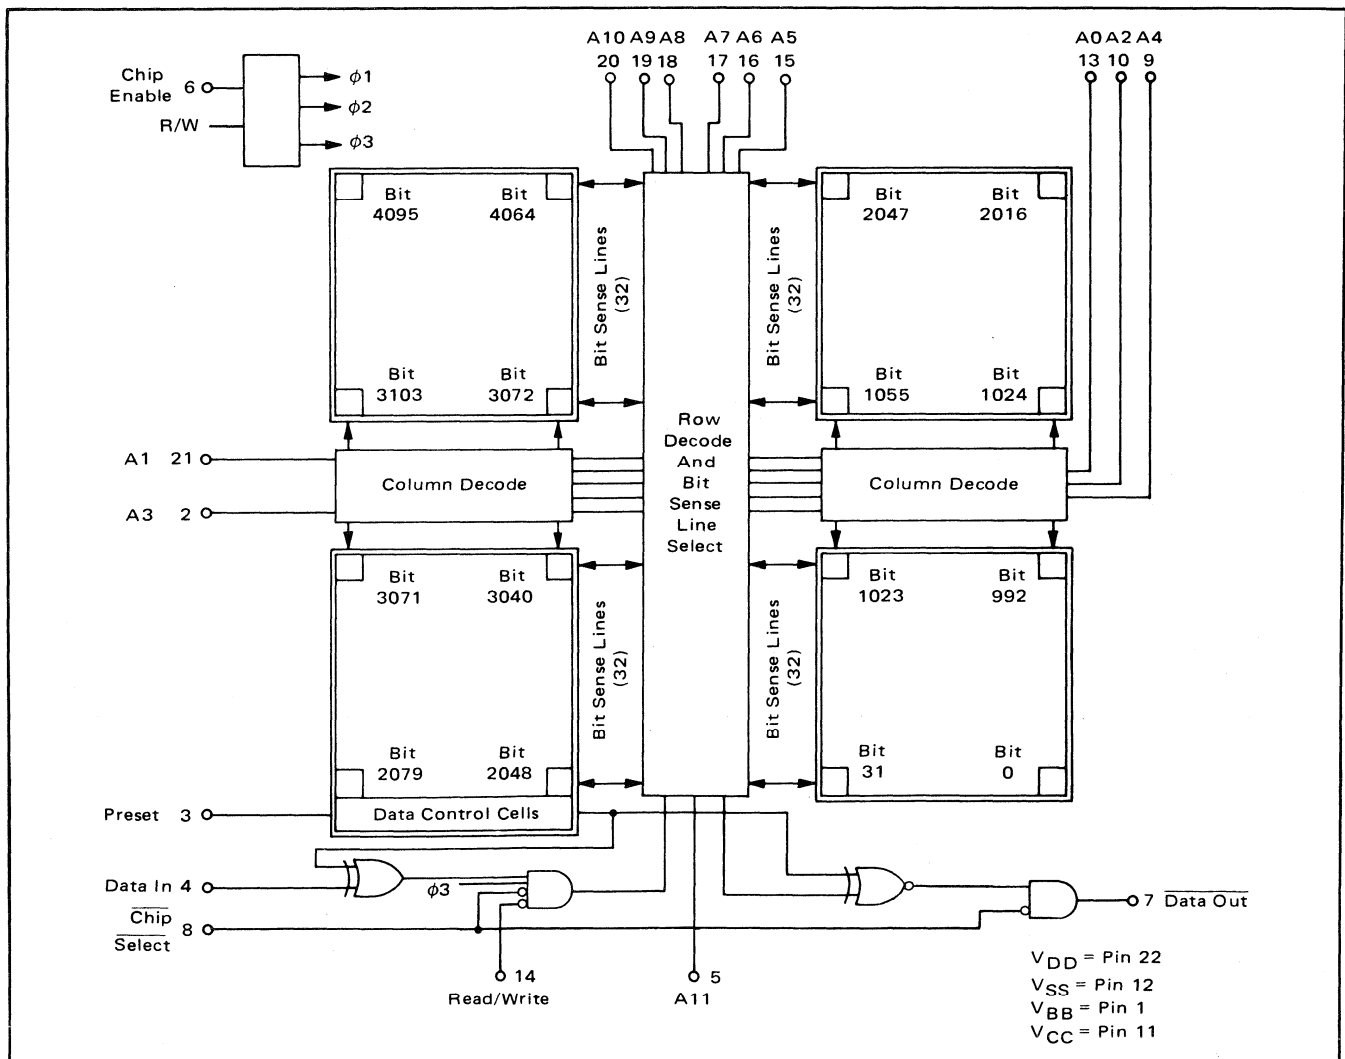 A10 A9 A8 A7 A6 A5 A0 A2 A4
20 19 18 17 16 15 13 10 9
Chip
Enable 6
R/W
ϕ1
ϕ2
ϕ3
Bit
4095
Bit
4064
Bit
3103
Bit
3072
Bit Sense Lines
(32)
Bit Sense Lines
(32)
Bit
2047
Bit
2016
Bit
1055
Bit
1024
Row
Decode
And
Bit
Sense
Line
Select
A1 21
A3 2
Column Decode
Column Decode
Bit
3071
Bit
3040
Bit
2079
Bit
2048
Bit Sense Lines
(32)
Bit Sense Lines
(32)
Bit
1023
Bit
992
Bit
31
Bit
0
Preset 3
Data Control Cells
Data In 4
ϕ3
Chip
Select 8
7 Data Out
14
Read/Write
5
A11
VDD = Pin 22
VSS = Pin 12
VBB = Pin 1
VCC = Pin 11